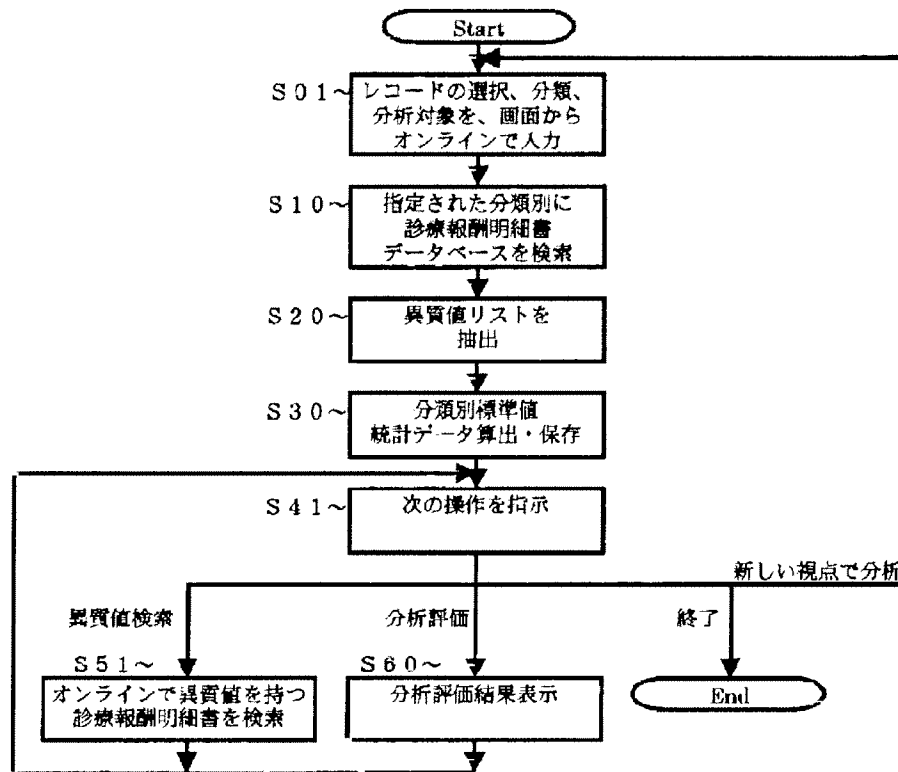 Start
S01~
レコードの選択、分類、
分析対象を、画面から
オンラインで入力
S10~
指定された分類別に
診療報酬明細書
データベースを検索
S20~
異質値リストを
抽出
S30~
分類別標準値
統計データ算出・保存
S41~
次の操作を指示
新しい視点で分析
異質値検索
分析評価
終了
S51~
オンラインで異質値を持つ
診療報酬明細書を検索
S60~
分析評価結果表示
End